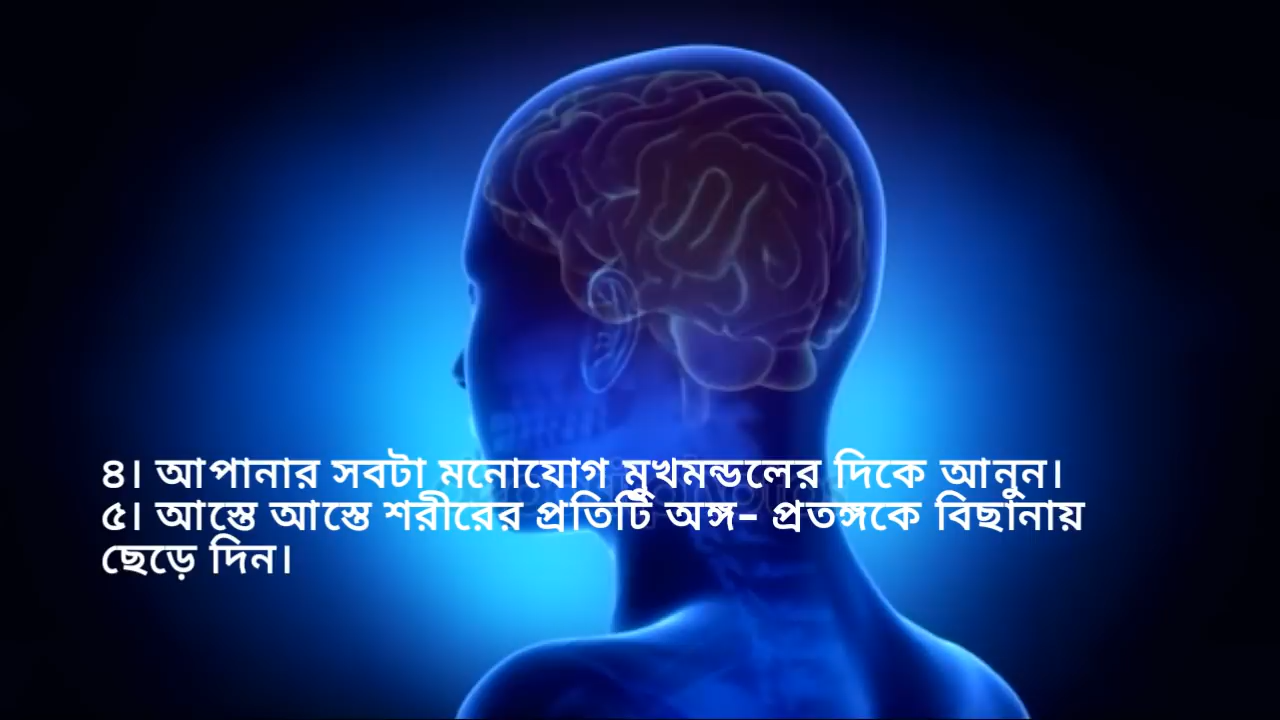 ৪। আপানার সবটা মনোযোগ মুখমন্ডলের দিকে আনুন।
৫। আস্তে আস্তে শরীরের প্রতিটি অঙ্গ- প্রতঙ্গকে বিছানায়
ছেড়ে দিন।